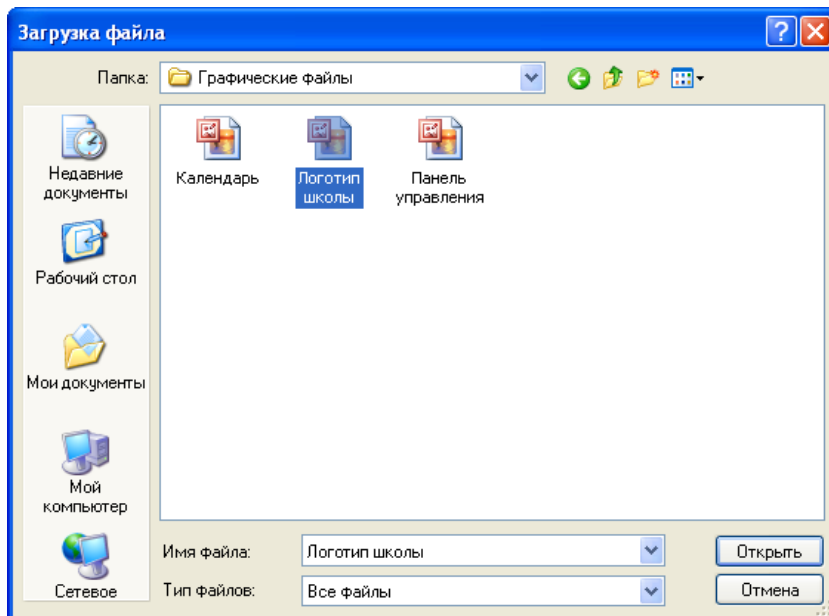 Загрузка файла
Папка:
Графические файлы
Недавние
документы
Рабочий стол
Мои документы
Мой
компьютер
Сетевое
Календарь
Логотип
школы
Панель
управления
Имя файла:
Логотип школы
Открыть
Тип файлов:
Все файлы
Отмена